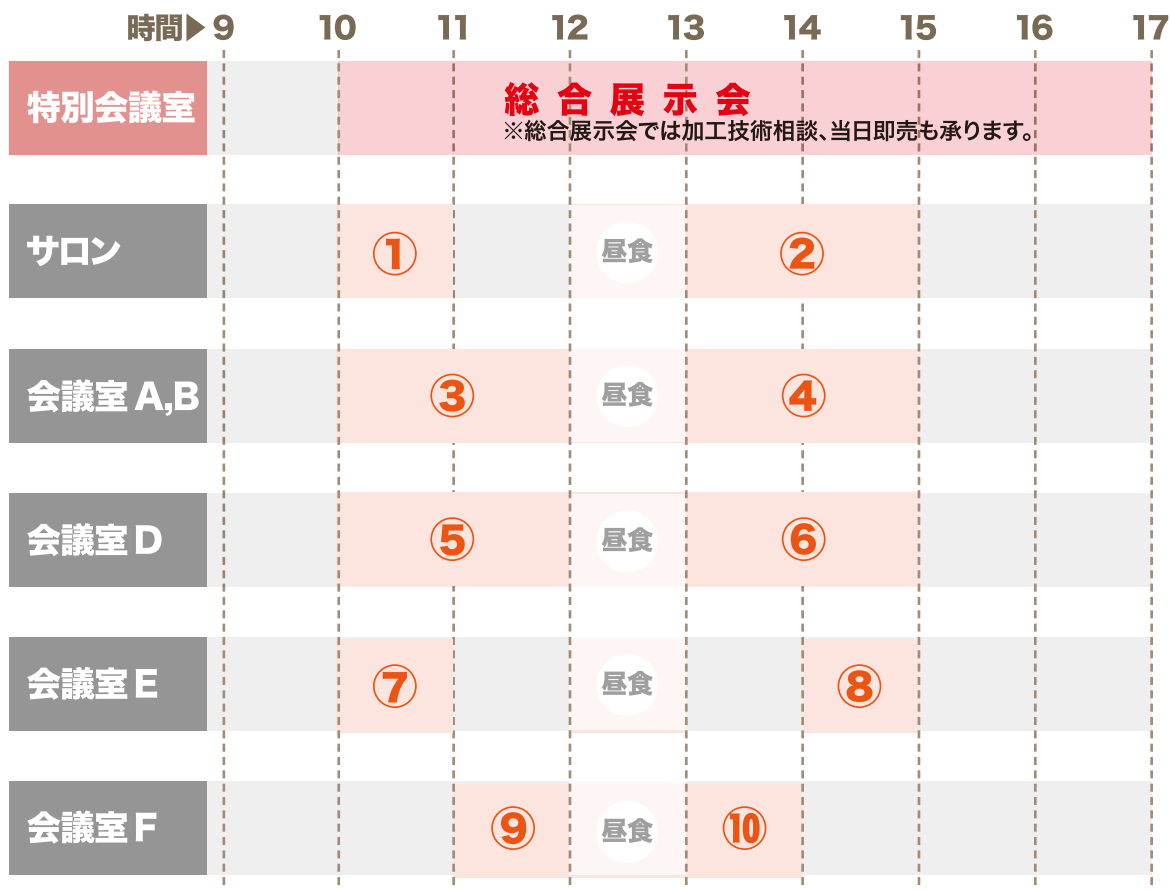 時間▶ 9 10 11 12 13 14 15 16 17
特別会議室 総合展示会
※総合展示会では加工技術相談、当日即売も承ります。
サロン ① 昼食 ②
会議室 A,B ③ 昼食 ④
会議室 D ⑤ 昼食 ⑥
会議室 E ⑦ 昼食 ⑧
会議室 F ⑨ 昼食 ⑩